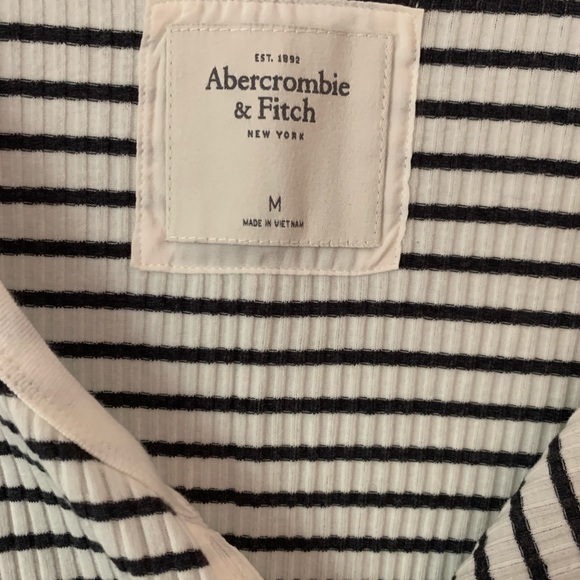 EST. 1892
Abercrombie
& Fitch
NEW YORK
M
MADE IN VIETNAM